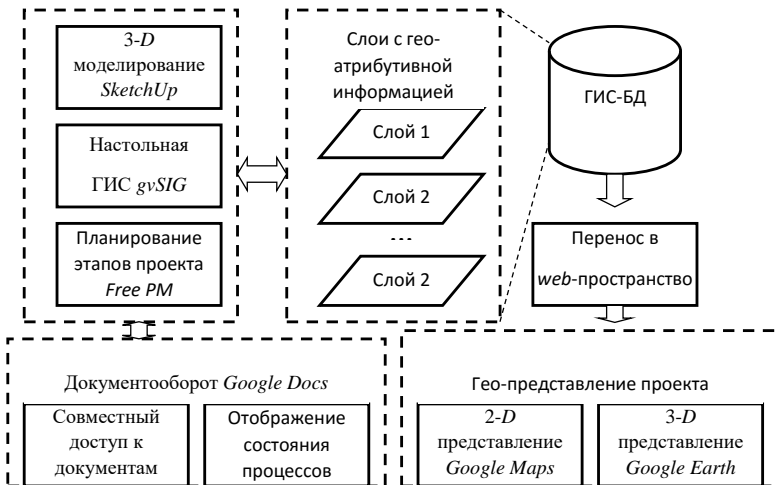 3-D
моделирование
SketchUp
Настольная
ГИС gvSIG
Планирование
этапов проекта
Free PM
Слои с гео-
атрибутивной
информацией
Слой 1
Слой 2
...
Слой 2
ГИС-БД
Перенос в
web-пространство
Документооборот Google Docs
Совместный
доступ к
документам
Отображение
состояния
процессов
Гео-представление проекта
2-D
представление
Google Maps
3-D
представление
Google Earth